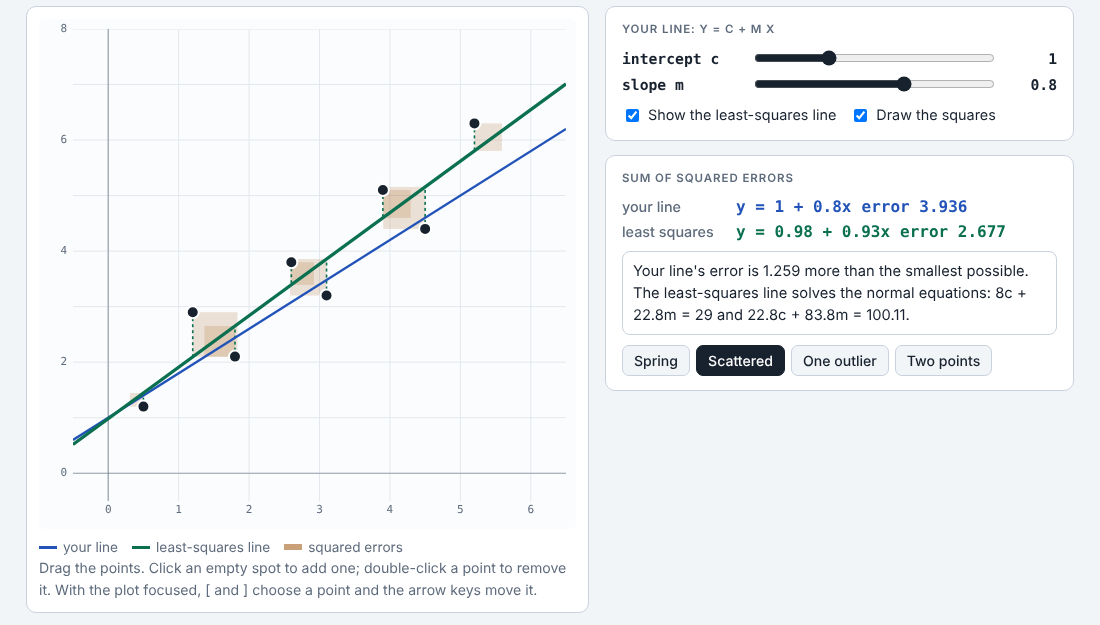 8
6
4
2
0
0 1 2 3 4 5 6
your line least-squares line squared errors
Drag the points. Click an empty spot to add one; double-click a point to remove
it. With the plot focused, [ and ] choose a point and the arrow keys move it.
YOUR LINE: Y = C + M X
intercept c 1
slope m 0.8
Show the least-squares line Draw the squares
SUM OF SQUARED ERRORS
your line y = 1 + 0.8x error 3.936
least squares y = 0.98 + 0.93x error 2.677
Your line's error is 1.259 more than the smallest possible.
The least-squares line solves the normal equations: 8c +
22.8m = 29 and 22.8c + 83.8m = 100.11.
Spring Scattered One outlier Two points